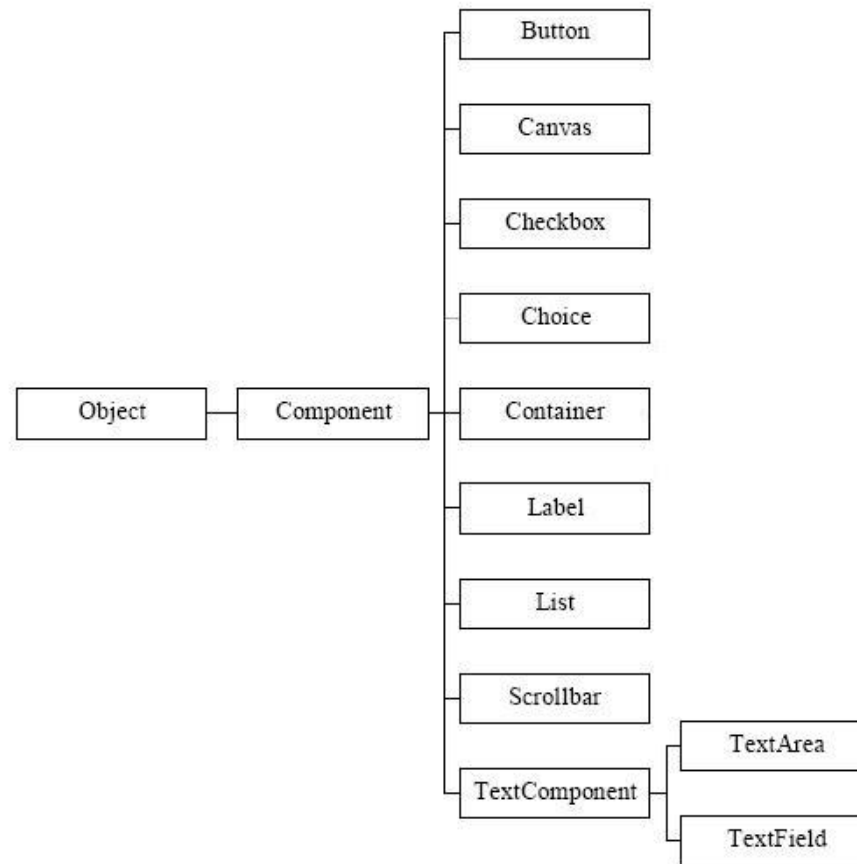 Button
Canvas
Checkbox
Choice
Object
Component
Container
Label
List
Scrollbar
TextArea
TextComponent
TextField